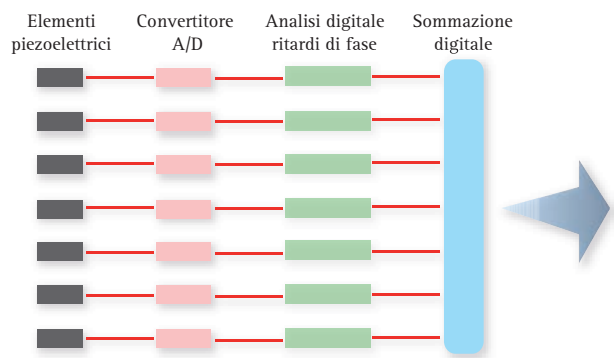 Elementi
piezoelettrici
Convertitore
A/D
Analisi digitale
ritardi di fase
Sommazione
digitale